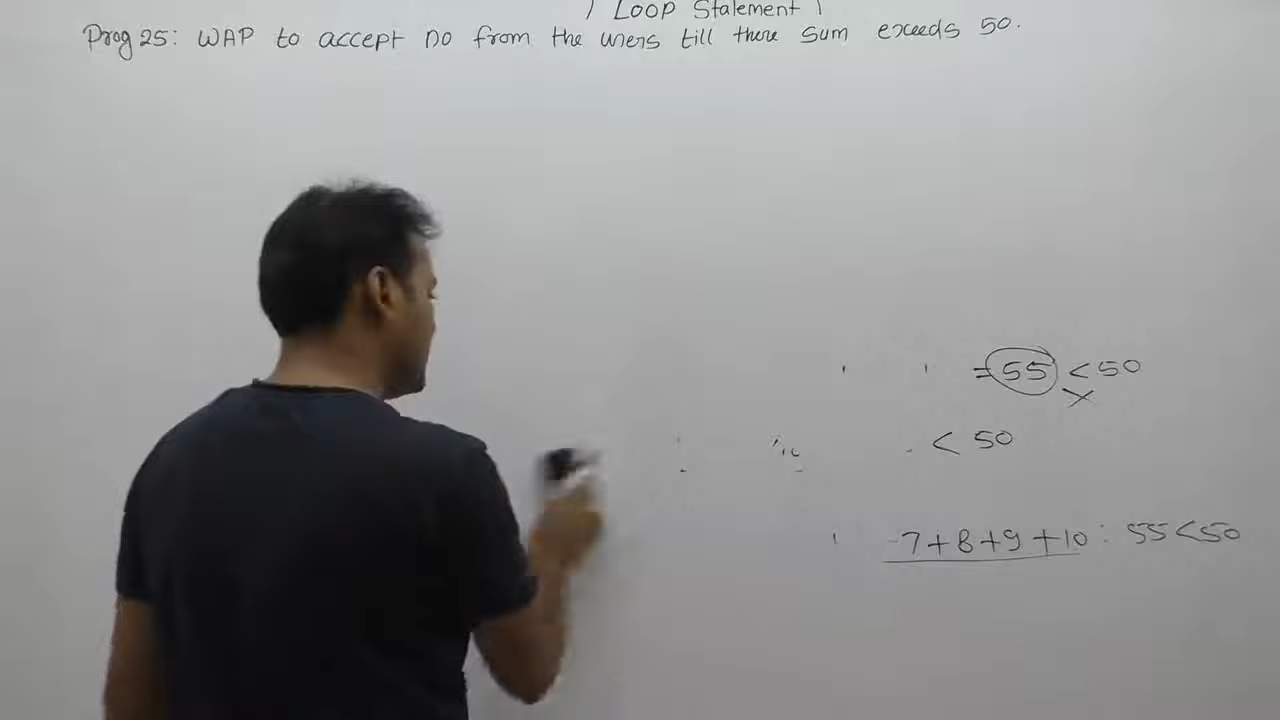 Loop Statement
Prog 25: WAP to accept no from the users till there sum exceeds 50.
= 55 < 50
< 50
7+8+9+10 : 55<50